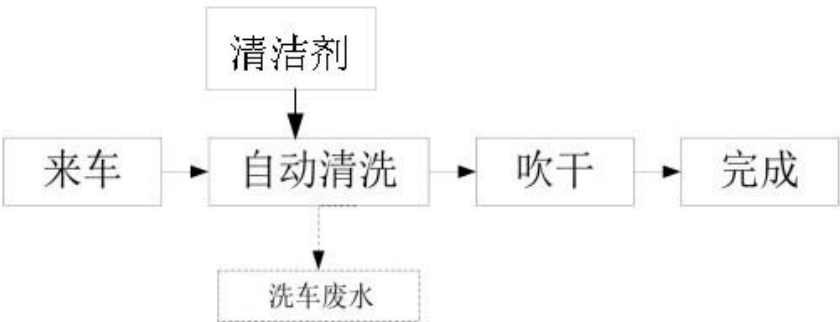 清洁剂
来车
自动清洗
吹干
完成
洗车废水